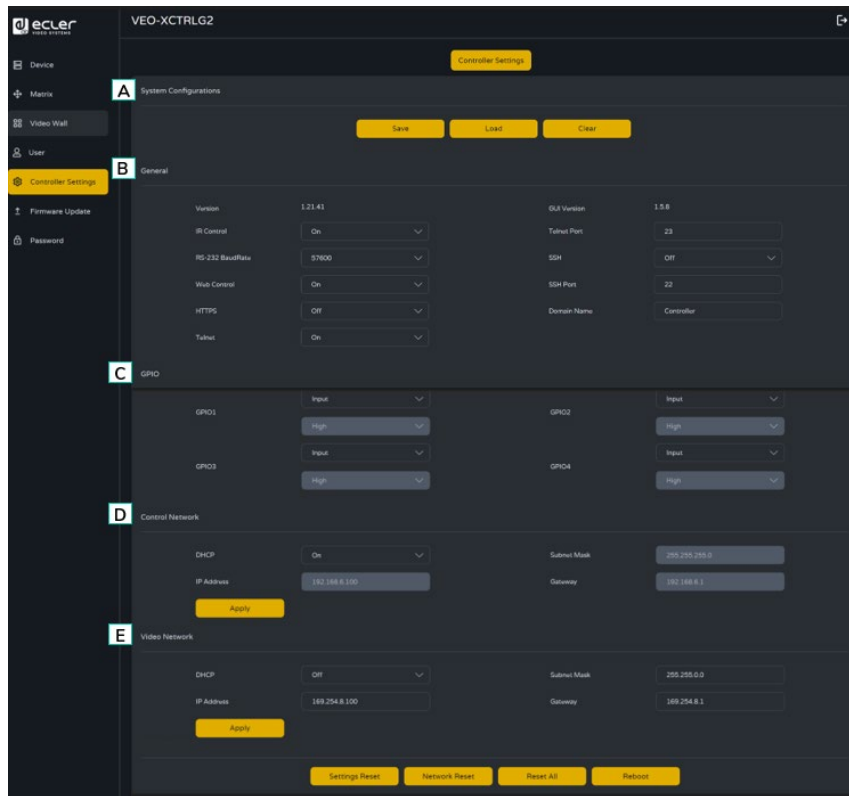 ecler
VIDEO SYSTEMS
VEO-XCTRLG2
Device
Matrix
Video Wall
User
Controller Settings
Firmware Update
Password
Controller Settings
A System Configurations
Save Load Clear
B General
Version 1.21.41 GUI Version 1.5.8
IR Control On Telnet Port 23
RS-232 BaudRate 57600 SSH Off
Web Control On SSH Port 22
HTTPS Off Domain Name Controller
Telnet On
C GPIO
GPIO1 Input High GPIO2 Input High
GPIO3 Input High GPIO4 Input High
D Control Network
DHCP On Subnet Mask 255.255.255.0
IP Address 192.168.8.100 Gateway 192.168.8.1
Apply
E Video Network
DHCP Off Subnet Mask 255.255.0.0
IP Address 169.254.8.100 Gateway 169.254.8.1
Apply
Settings Reset Network Reset Reset All Reboot